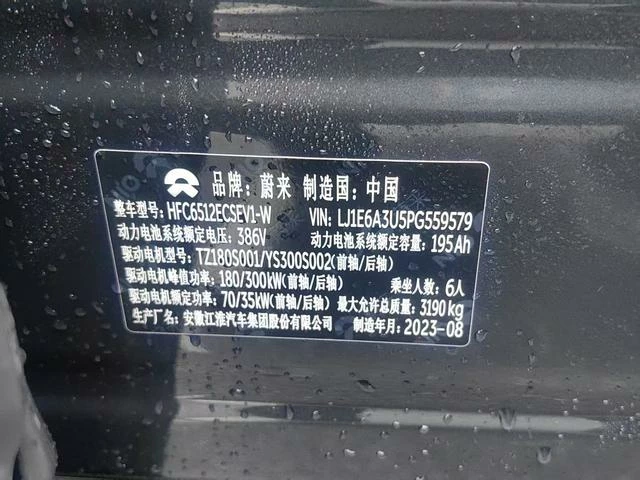 品牌：蔚来 制造国：中国
整车型号：HFC6512ECSEV1-W VIN：LJ1E6A3U5PG559579
动力电池系统额定电压：386V 动力电池系统额定容量：195Ah
驱动电机型号：TZ180S001/YS300S002(前轴/后轴)
驱动电机峰值功率：180/300kW(前轴/后轴) 乘坐人数：6人
驱动电机额定功率：70/35kW(前轴/后轴) 最大允许总质量：3190kg
生产厂名：安徽江淮汽车集团股份有限公司 制造年月：2023-08